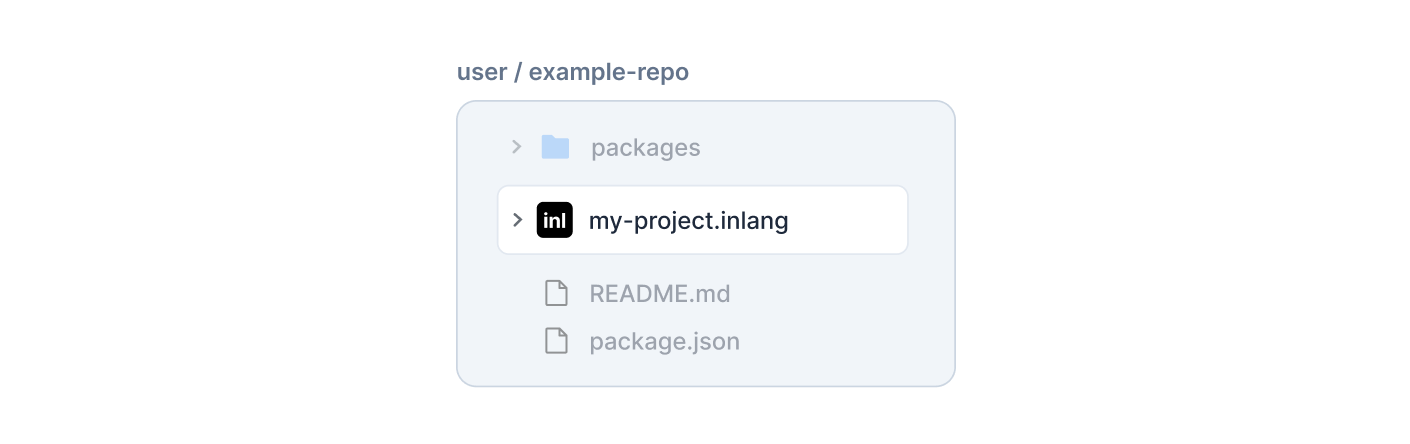 user / example-repo
packages
inl my-project.inlang
README.md
package.json